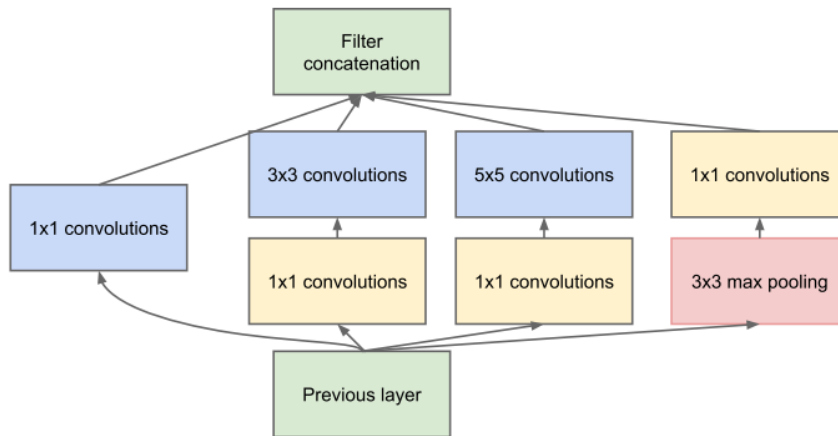 Filter
concatenation
3x3 convolutions
5x5 convolutions
1x1 convolutions
1x1 convolutions
1x1 convolutions
1x1 convolutions
3x3 max pooling
Previous layer